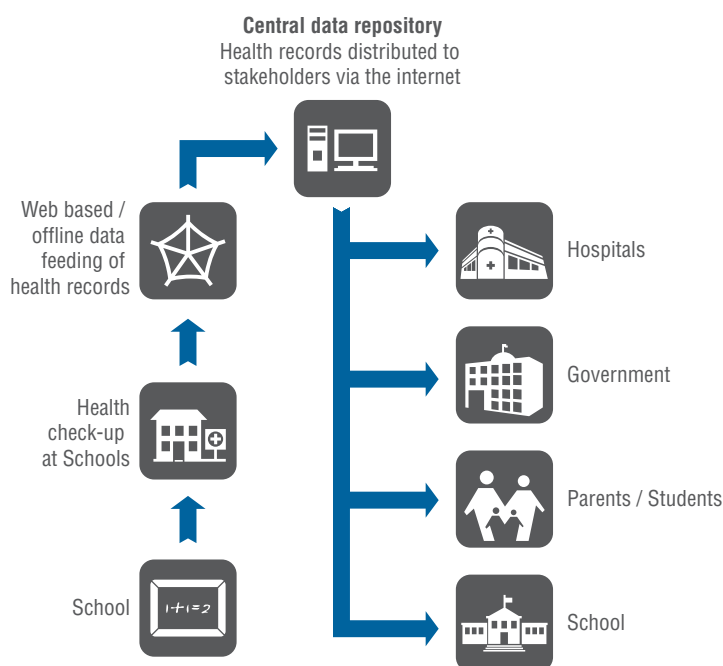 Central data repository
Health records distributed to
stakeholders via the internet
Web based /
offline data
feeding of
health records
Health
check-up
at Schools
School
1+1=2
Hospitals
Government
Parents / Students
School